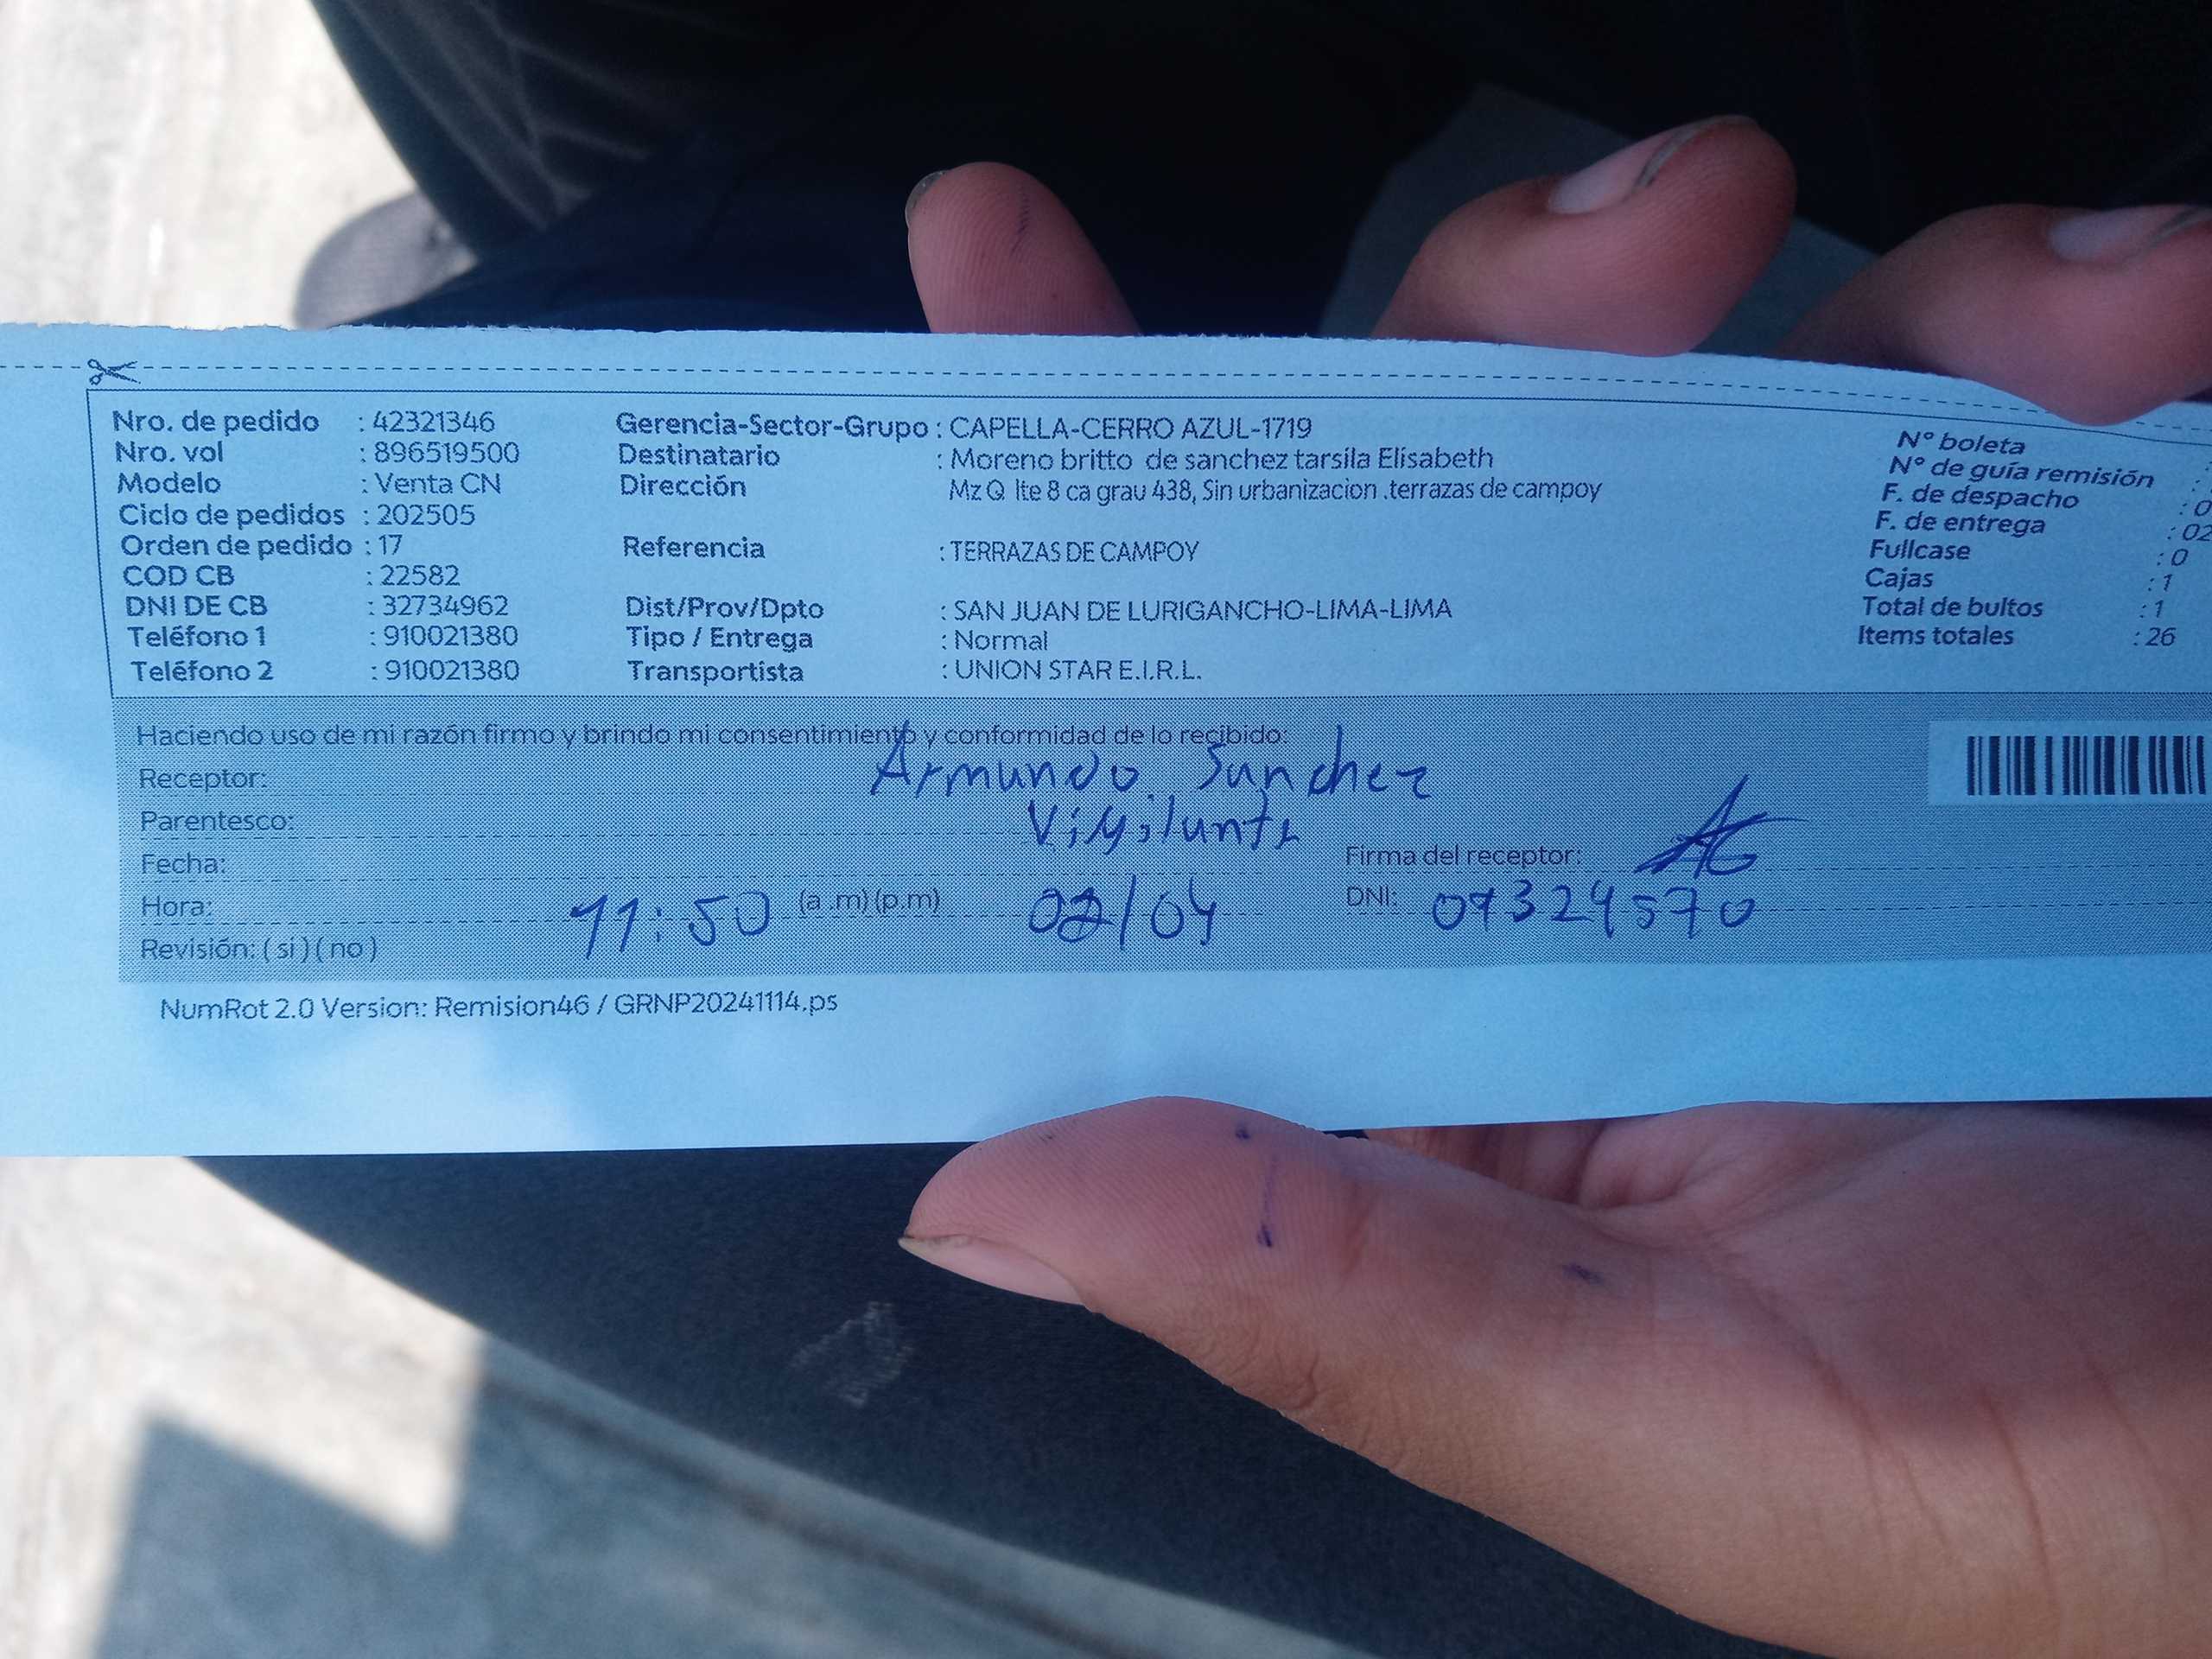 Nro. de pedido : 42321346
Nro. vol : 896519500
Modelo : Venta CN
Ciclo de pedidos : 202505
Orden de pedido : 17
COD CB : 22582
DNI DE CB : 32734962
Teléfono 1 : 910021380
Teléfono 2 : 910021380
Gerencia-Sector-Grupo : CAPELLA-CERRO AZUL-1719
Destinatario : Moreno britto de sanchez tarsila Elisabeth
Dirección Mz Q lte 8 ca grau 438, Sin urbanizacion .terrazas de campoy
Referencia : TERRAZAS DE CAMPOY
Dist/Prov/Dpto : SAN JUAN DE LURIGANCHO-LIMA-LIMA
Tipo / Entrega : Normal
Transportista : UNION STAR E.I.R.L.
N° boleta :
N° de guía remisión :
F. de despacho : 0
F. de entrega : 02
Fullcase : 0
Cajas : 1
Total de bultos : 1
Items totales : 26
Haciendo uso de mi razón firmo y brindo mi consentimiento y conformidad de lo recibido:
Receptor: Armando Sanchez
Parentesco: Vigilante
Fecha: Firma del receptor:
Hora: 11:50 (a .m) (p.m) 02/04 DNI: 09324570
Revisión: ( si ) ( no )
NumRot 2.0 Version: Remision46 / GRNP20241114.ps